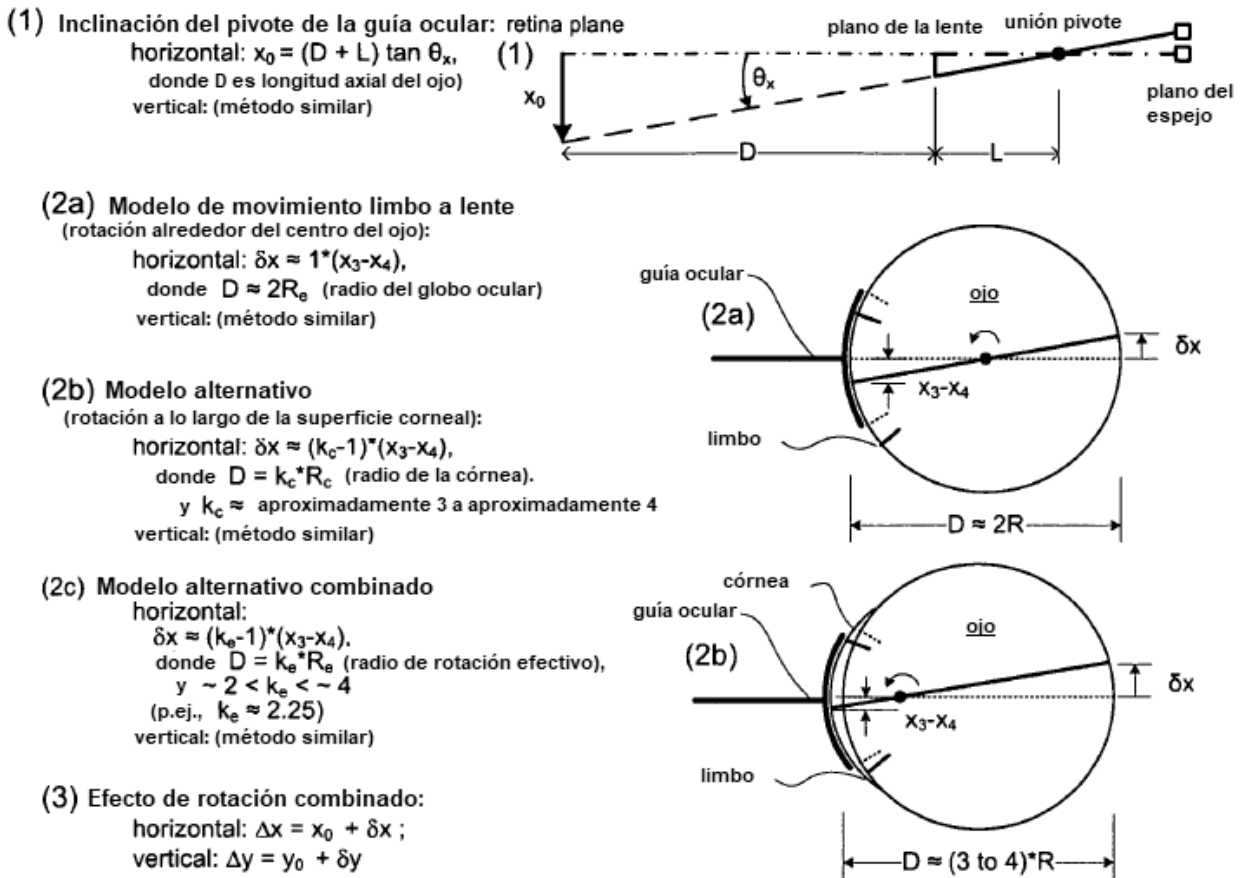 (1) Inclinación del pivote de la guía ocular: retina plane
horizontal: x₀ = (D + L) tan θₓ,
donde D es longitud axial del ojo)
vertical: (método similar)
(1)
plano de la lente
unión pivote
θₓ
x₀
plano del
espejo
D
L
(2a) Modelo de movimiento limbo a lente
(rotación alrededor del centro del ojo):
horizontal: δx ≈ 1*(x₃-x₄),
donde D ≈ 2Rₑ (radio del globo ocular)
vertical: (método similar)
guía ocular
(2a)
ojo
δx
x₃-x₄
limbo
D ≈ 2R
(2b) Modelo alternativo
(rotación a lo largo de la superficie corneal):
horizontal: δx ≈ (k_c-1)*(x₃-x₄),
donde D = k_c*R_c (radio de la córnea).
y k_c ≈ aproximadamente 3 a aproximadamente 4
vertical: (método similar)
(2c) Modelo alternativo combinado
horizontal:
δx ≈ (kₑ-1)*(x₃-x₄).
donde D = kₑ*Rₑ (radio de rotación efectivo),
y ~ 2 < kₑ < ~ 4
(p.ej., kₑ ≈ 2.25)
vertical: (método similar)
córnea
guía ocular
(2b)
ojo
δx
x₃-x₄
limbo
D ≈ (3 to 4)*R
(3) Efecto de rotación combinado:
horizontal: Δx = x₀ + δx ;
vertical: Δy = y₀ + δy